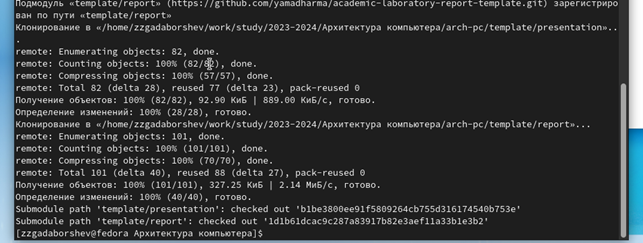 Подмодуль «template/report» (https://github.com/yamadharma/academic-laboratory-report-template.git) зарегистриро
ван по пути «template/report»
Клонирование в «/home/zzgadaborshev/work/study/2023-2024/Архитектура компьютера/arch-pc/template/presentation»..
.
remote: Enumerating objects: 82, done.
remote: Counting objects: 100% (82/82), done.
remote: Compressing objects: 100% (57/57), done.
remote: Total 82 (delta 28), reused 77 (delta 23), pack-reused 0
Получение объектов: 100% (82/82), 92.90 КиБ | 889.00 КиБ/с, готово.
Определение изменений: 100% (28/28), готово.
Клонирование в «/home/zzgadaborshev/work/study/2023-2024/Архитектура компьютера/arch-pc/template/report»...
remote: Enumerating objects: 101, done.
remote: Counting objects: 100% (101/101), done.
remote: Compressing objects: 100% (70/70), done.
remote: Total 101 (delta 40), reused 88 (delta 27), pack-reused 0
Получение объектов: 100% (101/101), 327.25 КиБ | 2.14 МиБ/с, готово.
Определение изменений: 100% (40/40), готово.
Submodule path 'template/presentation': checked out 'b1be3800ee91f5809264cb755d316174540b753e'
Submodule path 'template/report': checked out '1d1b61dcac9c287a83917b82e3aef11a33b1e3b2'
[zzgadaborshev@fedora Архитектура компьютера]$